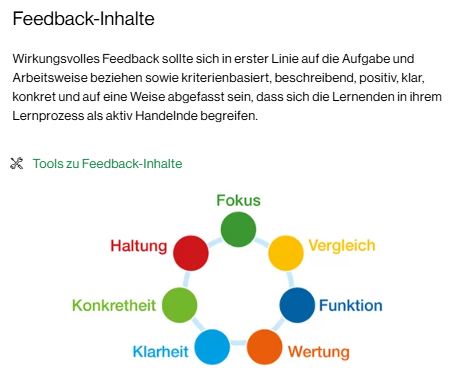 Feedback-Inhalte
Wirkungsvolles Feedback sollte sich in erster Linie auf die Aufgabe und
Arbeitsweise beziehen sowie kriterienbasiert, beschreibend, positiv, klar,
konkret und auf eine Weise abgefasst sein, dass sich die Lernenden in ihrem
Lernprozess als aktiv Handelnde begreifen.
Tools zu Feedback-Inhalte
Fokus
Haltung
Vergleich
Konkretheit
Funktion
Klarheit
Wertung